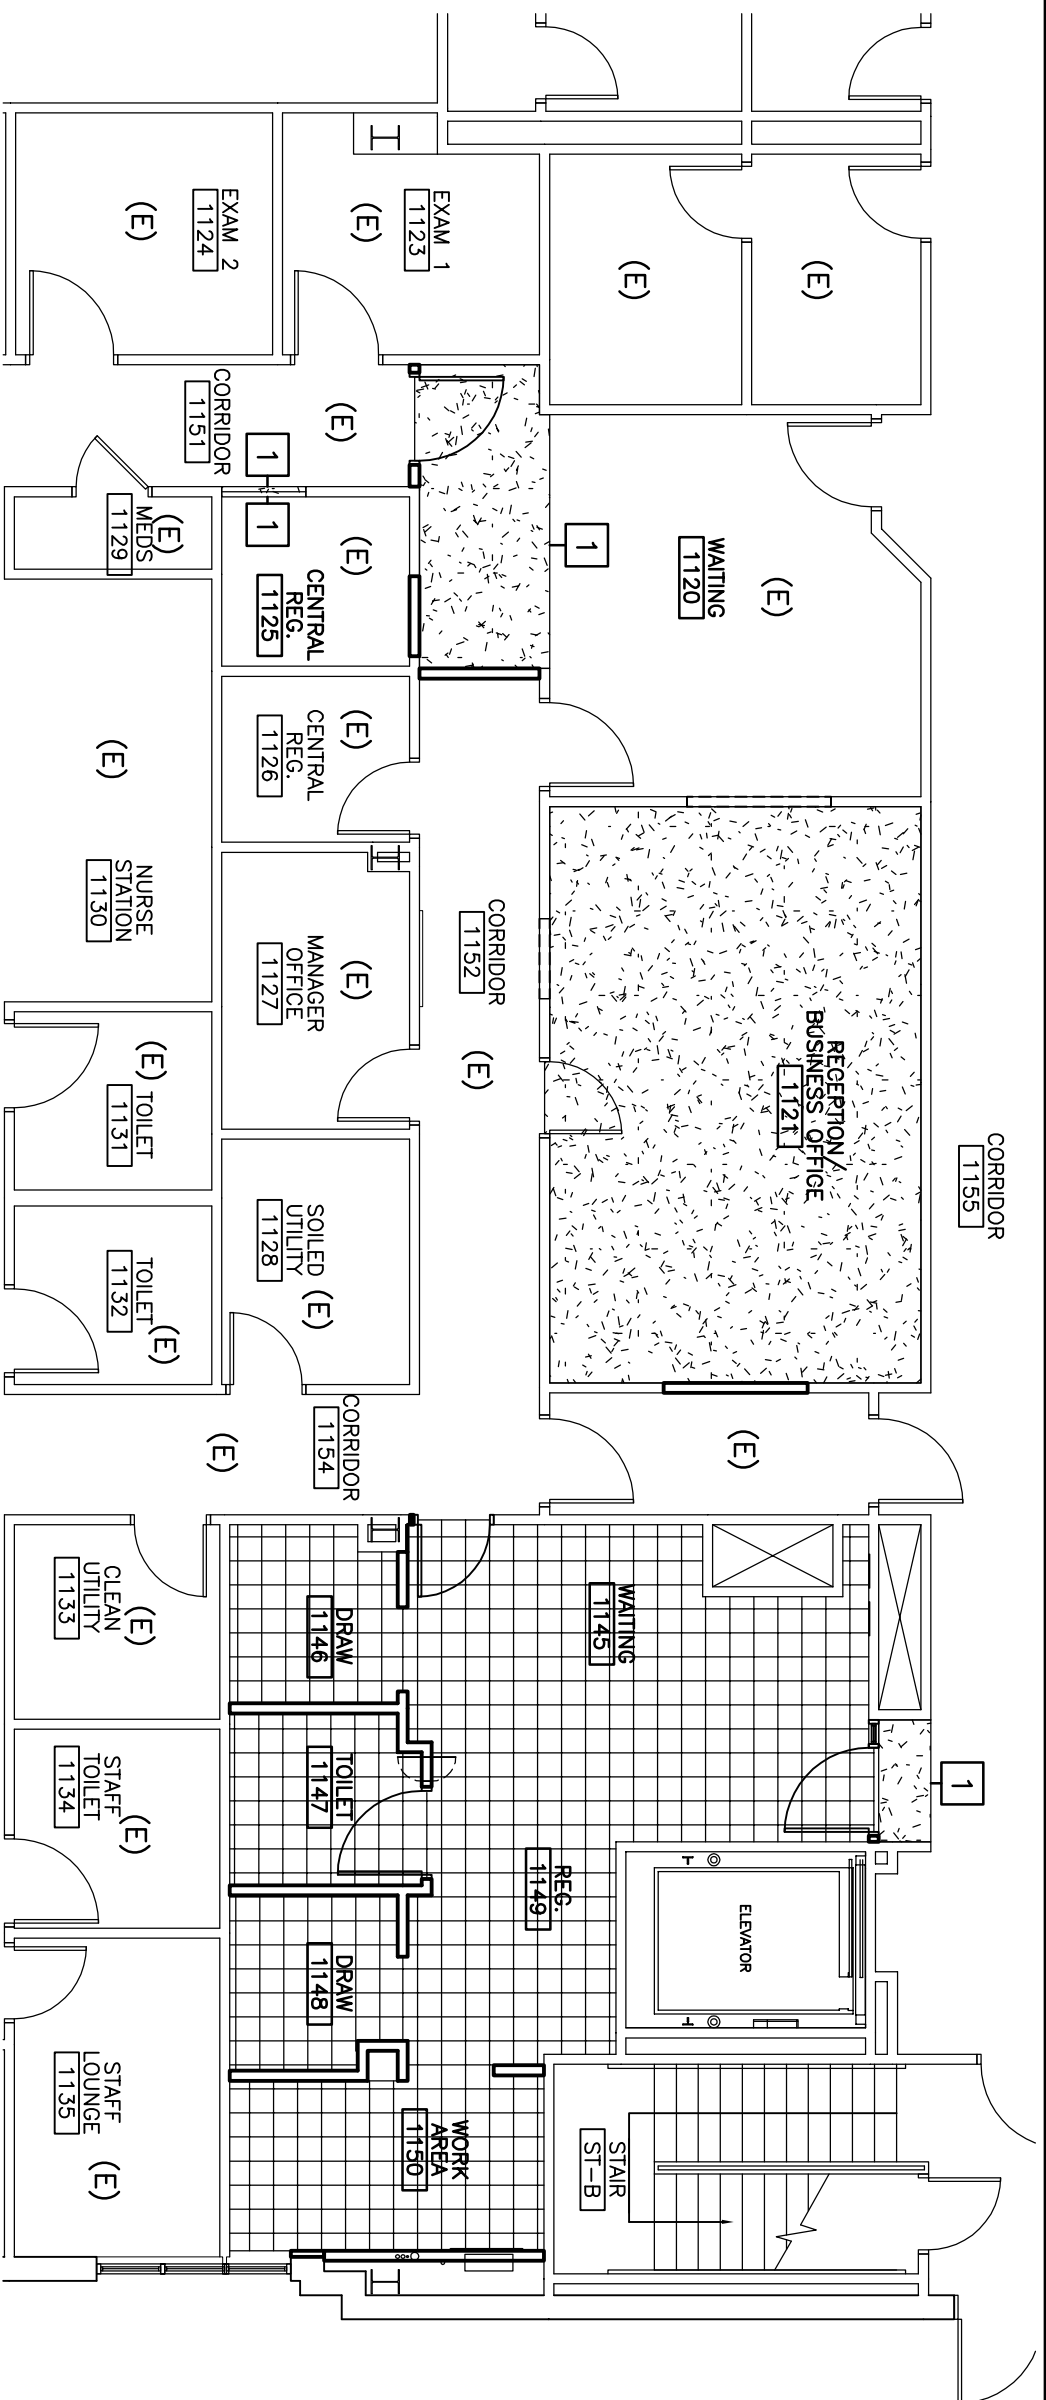 CORRIDOR
1155
1
WAITING
1120
(E)
(E)
(E)
RECEPTION/
BUSINESS OFFICE
1121
(E)
ELEVATOR
STAIR
ST-B
1
EXAM 1
1123
(E)
EXAM 2
1124
(E)
CORRIDOR
1151
(E)
1
1
CENTRAL
REG.
1125
(E)
CENTRAL
REG.
1126
(E)
CORRIDOR
1152
(E)
MANAGER
OFFICE
1127
(E)
SOILED
UTILITY
1128
(E)
MEDS
1129
(E)
NURSE
STATION
1130
(E)
TOILET
1131
(E)
TOILET
1132
(E)
CORRIDOR
1154
(E)
WAITING
1145
DRAW
1146
TOILET
1147
DRAW
1148
REG.
1149
WORK
AREA
1150
CLEAN
UTILITY
1133
(E)
STAFF
TOILET
1134
(E)
STAFF
LOUNGE
1135
(E)